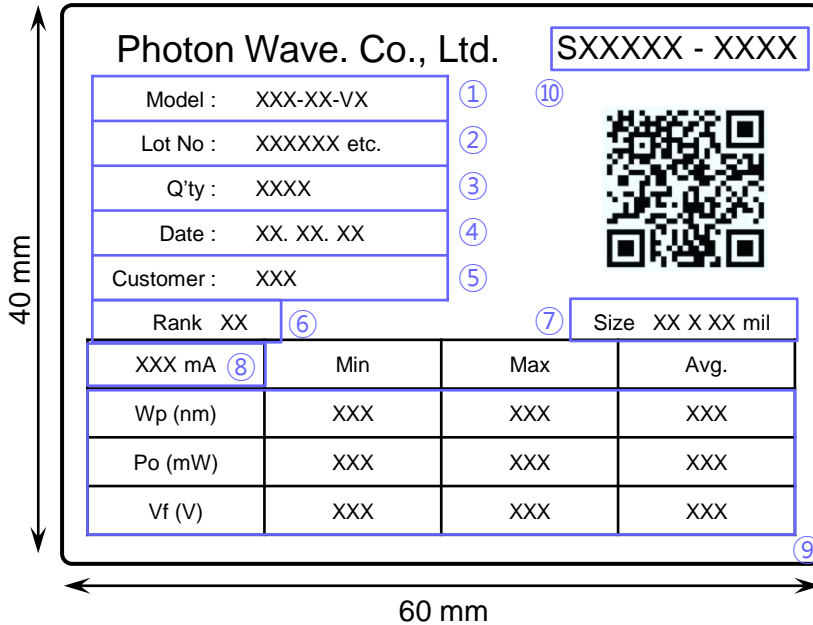 Photon Wave. Co., Ltd.
SXXXXX - XXXX
Model : XXX-XX-VX ① ⑩
Lot No : XXXXXX etc. ②
Q'ty : XXXX ③
Date : XX. XX. XX ④
Customer : XXX ⑤
Rank XX ⑥ ⑦ Size XX X XX mil
XXX mA ⑧ Min Max Avg.
Wp (nm) XXX XXX XXX
Po (mW) XXX XXX XXX
Vf (V) XXX XXX XXX
⑨
40 mm
60 mm